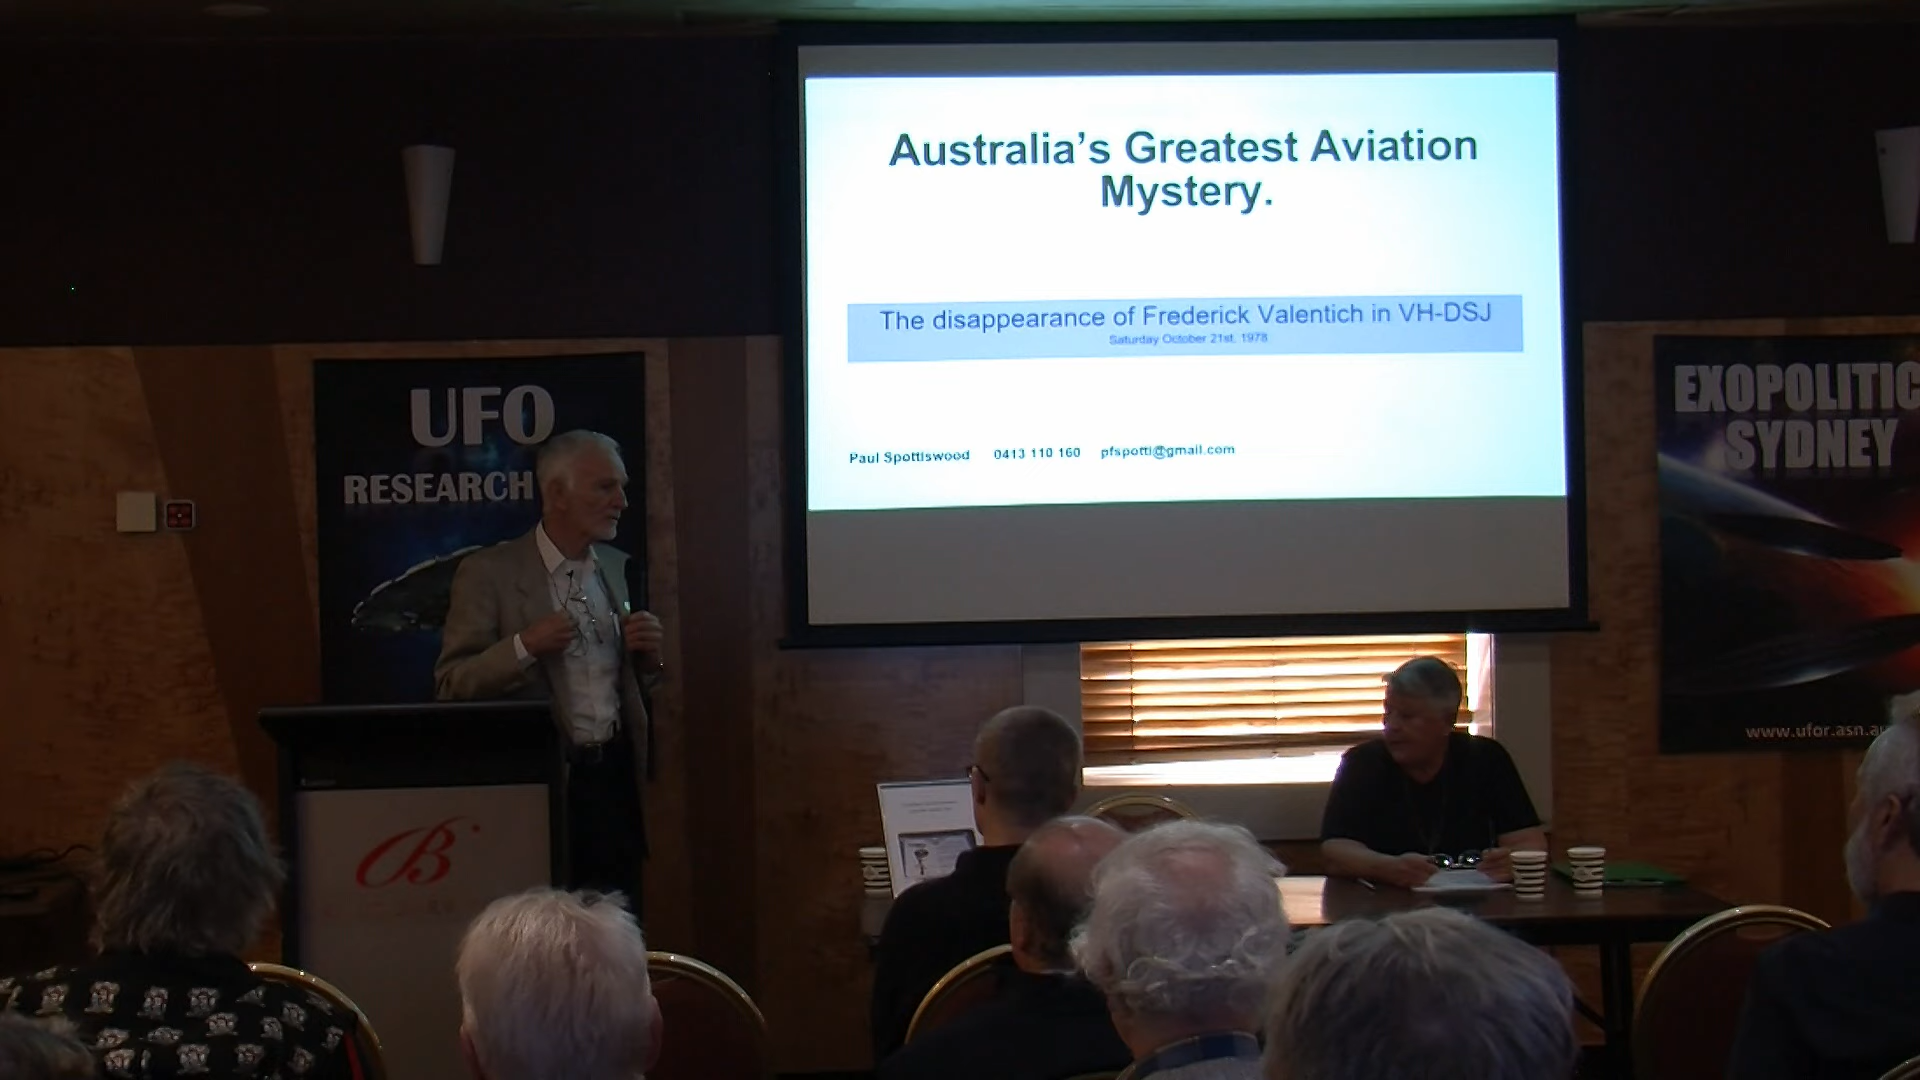 Australia's Greatest Aviation
Mystery.
The disappearance of Frederick Valentich in VH-DSJ
Saturday October 21st, 1978
Paul Spottiswood 0413 110 160 pfspotti@gmail.com
UFO
RESEARCH
EXOPOLITIC
SYDNEY
www.ufor.asn.au
B